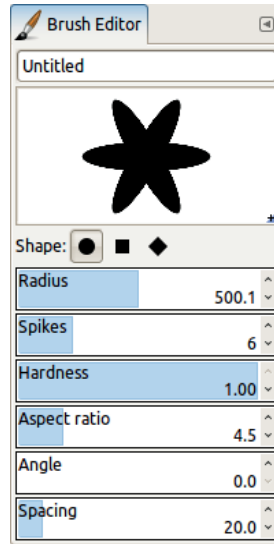 Brush Editor
Untitled
Shape:
Radius
500.1
Spikes
6
Hardness
1.00
Aspect ratio
4.5
Angle
0.0
Spacing
20.0